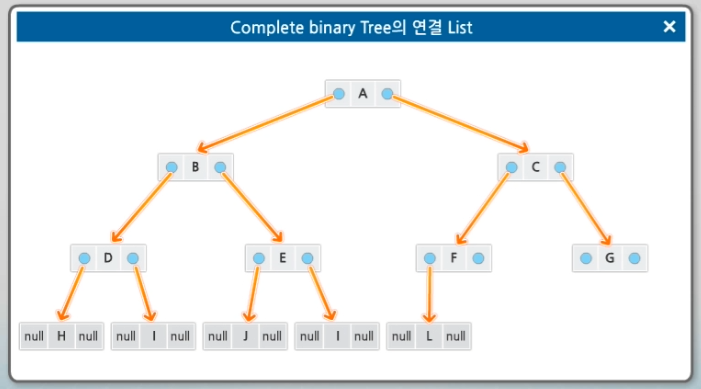 Complete binary Tree의 연결 List
A
B
C
D
E
F
G
null H null
null I null
null J null
null I null
null L null